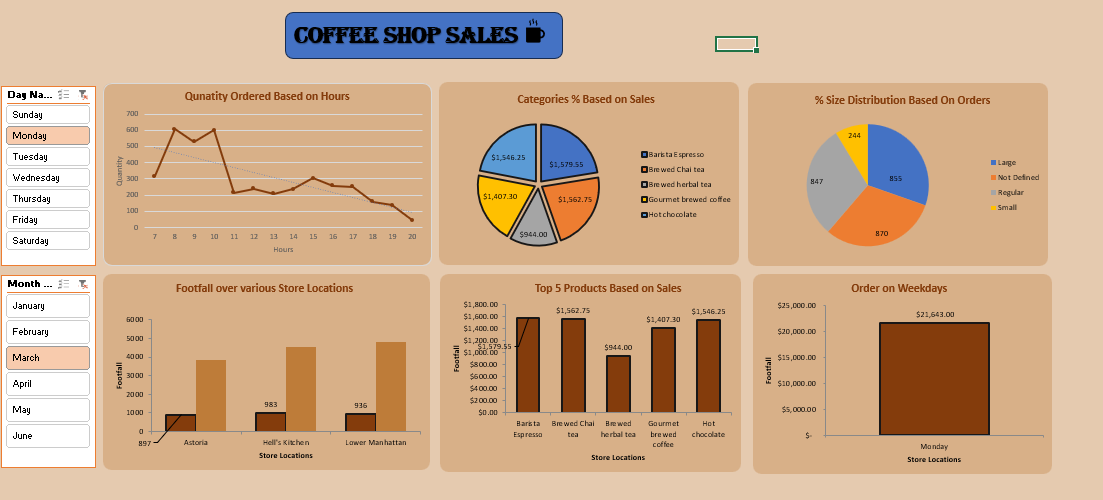 COFFEE SHOP SALES
Day Na...
Sunday
Monday
Tuesday
Wednesday
Thursday
Friday
Saturday
Qunatity Ordered Based on Hours
Quantity
700
600
500
400
300
200
100
0
7 8 9 10 11 12 13 14 15 16 17 18 19 20
Hours
Categories % Based on Sales
$1,546.25
$1,579.55
$1,407.30
$1,562.75
$944.00
Barista Espresso
Brewed Chai tea
Brewed herbal tea
Gourmet brewed coffee
Hot chocolate
% Size Distribution Based On Orders
244
855
847
870
Large
Not Defined
Regular
Small
Month ...
January
February
March
April
May
June
Footfall over various Store Locations
Footfall
6000
5000
4000
3000
2000
1000
0
897
983
936
Astoria
Hell's Kitchen
Lower Manhattan
Store Locations
Top 5 Products Based on Sales
Footfall
$1,800.00
$1,600.00
$1,400.00
$1,200.00
$1,000.00
$800.00
$600.00
$400.00
$200.00
$0.00
$1,579.55
$1,562.75
$944.00
$1,407.30
$1,546.25
Barista Espresso
Brewed Chai tea
Brewed herbal tea
Gourmet brewed coffee
Hot chocolate
Store Locations
Order on Weekdays
Footfall
$25,000.00
$20,000.00
$15,000.00
$10,000.00
$5,000.00
$-
$21,643.00
Monday
Store Locations